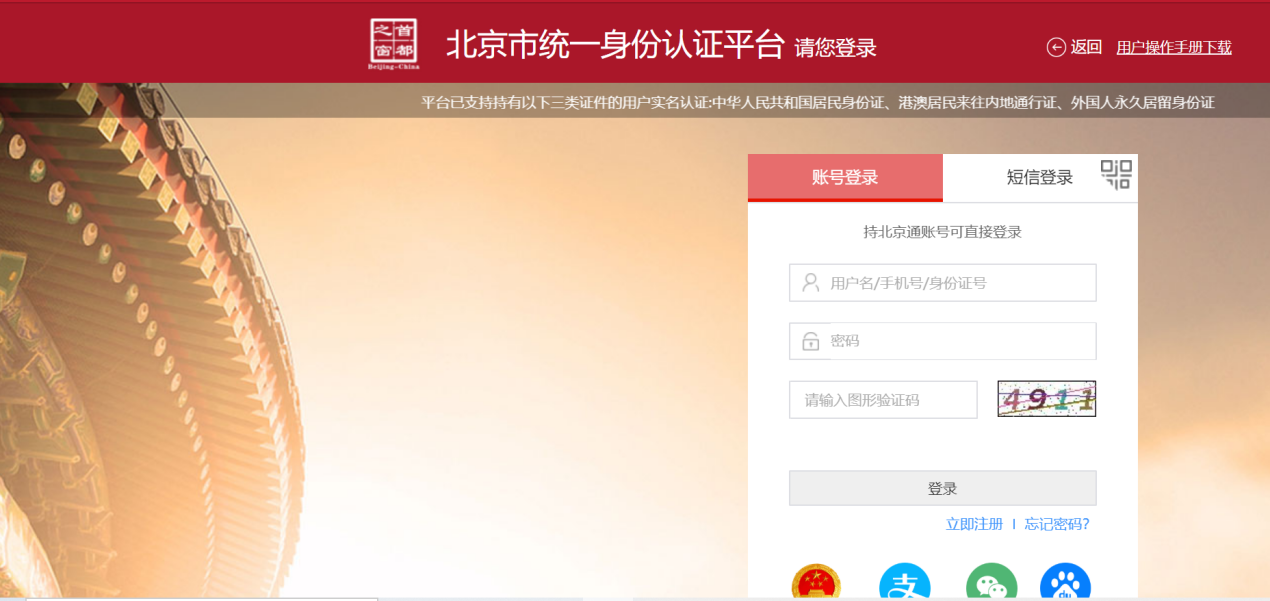 首都之窗
Beijing-China
北京市统一身份认证平台 请您登录
返回 用户操作手册下载
平台已支持持有以下三类证件的用户实名认证:中华人民共和国居民身份证、港澳居民来往内地通行证、外国人永久居留身份证
账号登录 短信登录
持北京通账号可直接登录
用户名/手机号/身份证号
密码
请输入图形验证码 4911
登录
立即注册 | 忘记密码?
支 du